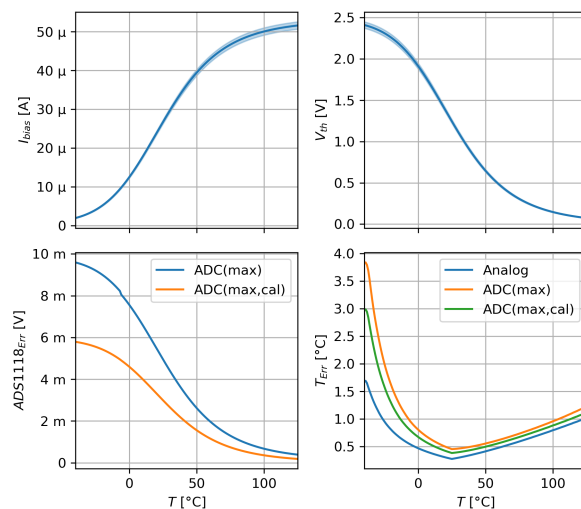 50 µ
40 µ
30 µ
20 µ
10 µ
0
I_bias [A]
2.5
2.0
1.5
1.0
0.5
0.0
V_th [V]
10 m
8 m
6 m
4 m
2 m
0
ADS1118_Err [V]
ADC(max)
ADC(max,cal)
0
50
100
T [°C]
4.0
3.5
3.0
2.5
2.0
1.5
1.0
0.5
T_Err [°C]
Analog
ADC(max)
ADC(max,cal)
0
50
100
T [°C]